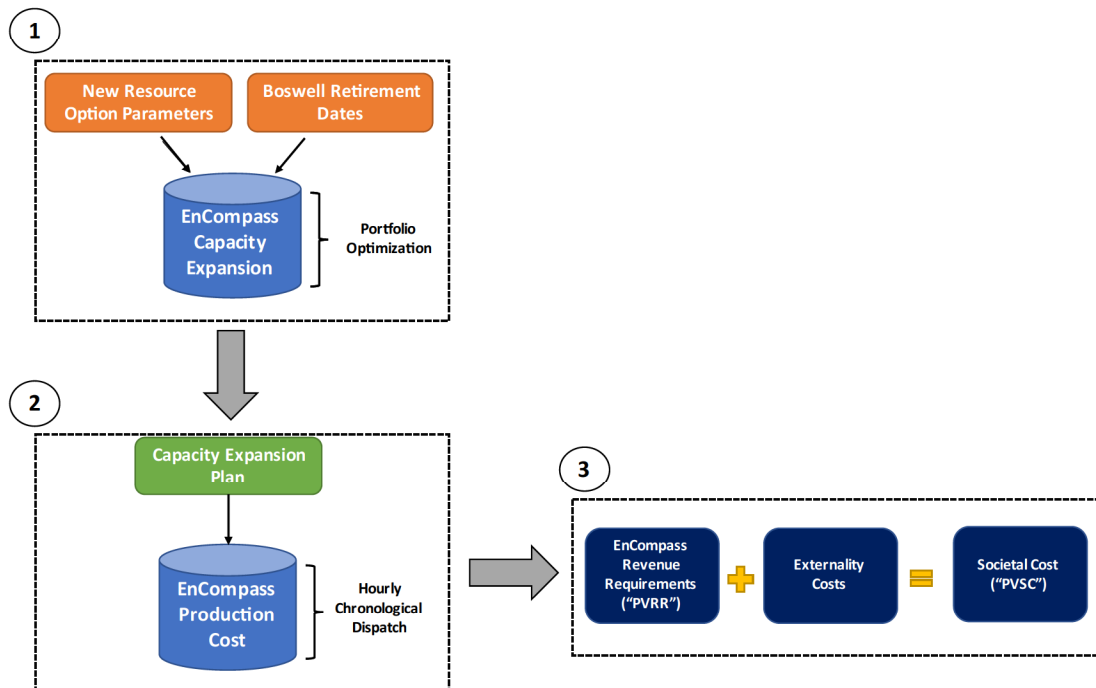 1
New Resource
Option Parameters
Boswell Retirement
Dates
EnCompass
Capacity
Expansion
Portfolio
Optimization
2
Capacity Expansion
Plan
EnCompass
Production
Cost
Hourly
Chronological
Dispatch
3
EnCompass
Revenue
Requirements
(“PVRR”)
Externality
Costs
Societal Cost
(“PVSC”)